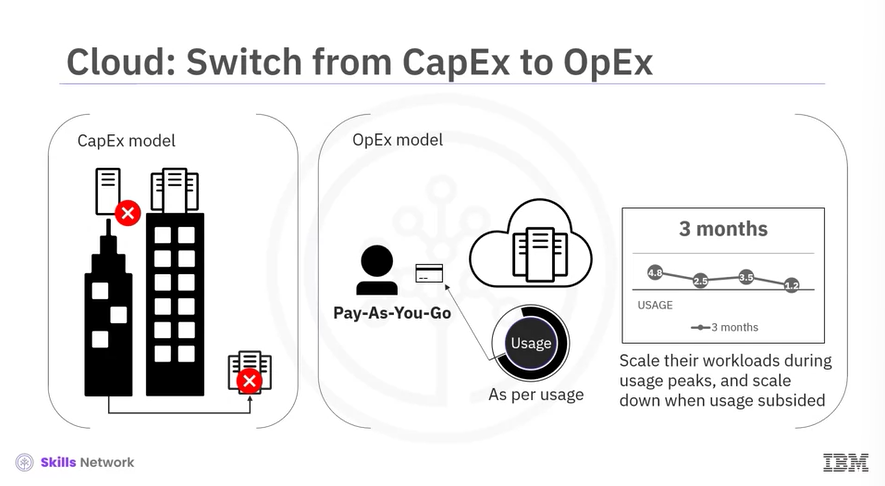 Cloud: Switch from CapEx to OpEx
CapEx model
OpEx model
Pay-As-You-Go
Usage
As per usage
3 months
4.8
2.5
3.5
1.2
USAGE
3 months
Scale their workloads during
usage peaks, and scale
down when usage subsided
Skills Network
IBM